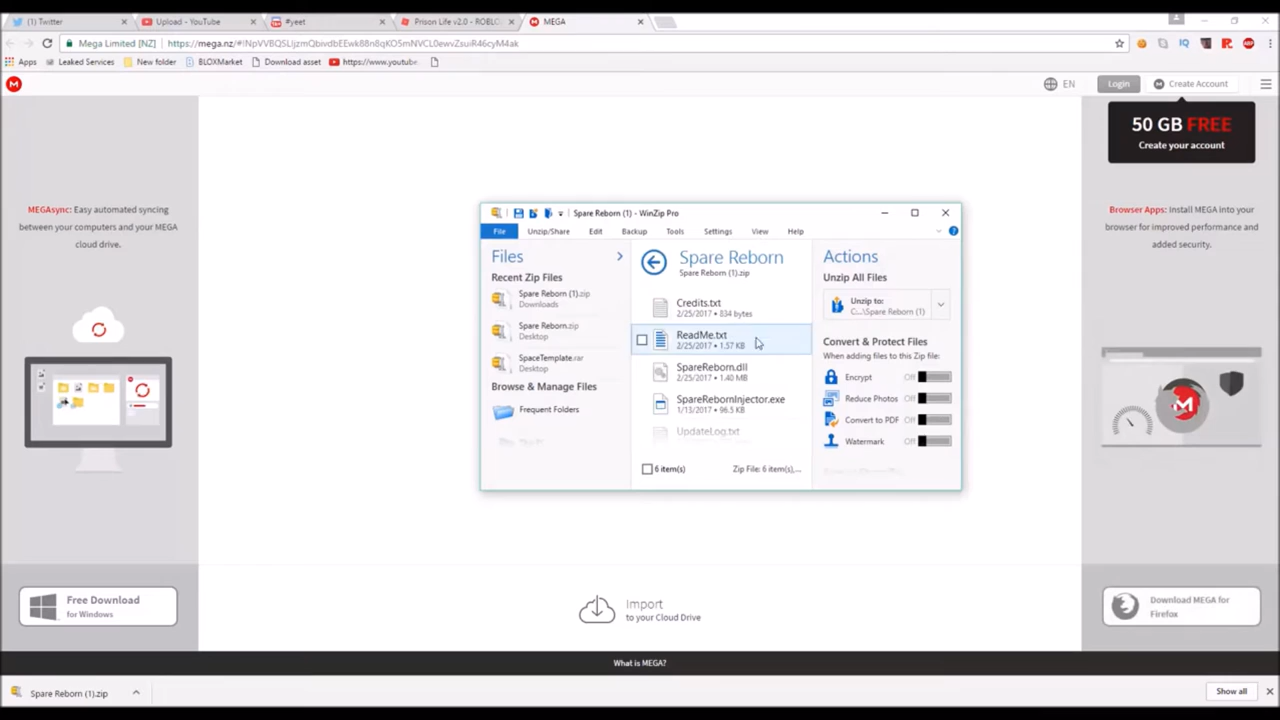 (1) Twitter
Upload - YouTube
#yeet
Prison Life v2.0 - ROBLO
MEGA
Mega Limited [NZ]
Apps
Leaked Services
New folder
BLOXMarket
Download asset
https://www.youtube.
EN
Login
Create Account
50 GB FREE
Create your account
MEGAsync: Easy automated syncing
between your computers and your MEGA
cloud drive.
Browser Apps: Install MEGA into your
browser for improved performance and
added security.
Spare Reborn (1) - WinZip Pro
File
Unzip/Share
Edit
Backup
Tools
Settings
View
Help
Files
Recent Zip Files
Spare Reborn (1).zip
Downloads
Spare Reborn.zip
Desktop
SpaceTemplate.rar
Desktop
Browse & Manage Files
Frequent Folders
Spare Reborn
Spare Reborn (1).zip
Credits.txt
2/25/2017 • 834 bytes
ReadMe.txt
2/25/2017 • 1.57 KB
SpareReborn.dll
2/25/2017 • 1.40 MB
SpareRebornInjector.exe
1/13/2017 • 96.5 KB
UpdateLog.txt
6 item(s)
Zip File: 6 item(s),...
Actions
Unzip All Files
Unzip to:
C:...\Spare Reborn (1)
Convert & Protect Files
When adding files to this Zip file:
Encrypt
Off
Reduce Photos
Off
Convert to PDF
Off
Watermark
Off
Free Download
for Windows
Import
to your Cloud Drive
Download MEGA for
Firefox
What is MEGA?
Spare Reborn (1).zip
Show all